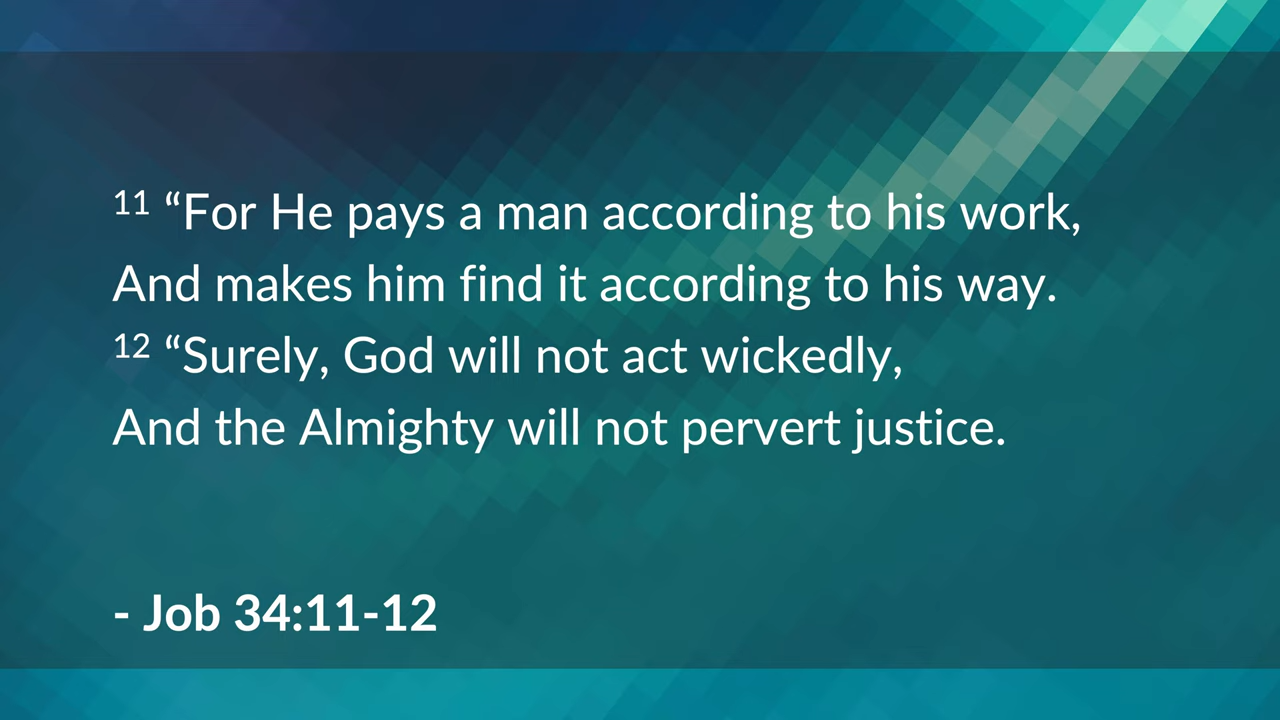 11 “For He pays a man according to his work,
And makes him find it according to his way.
12 “Surely, God will not act wickedly,
And the Almighty will not pervert justice.
- Job 34:11-12